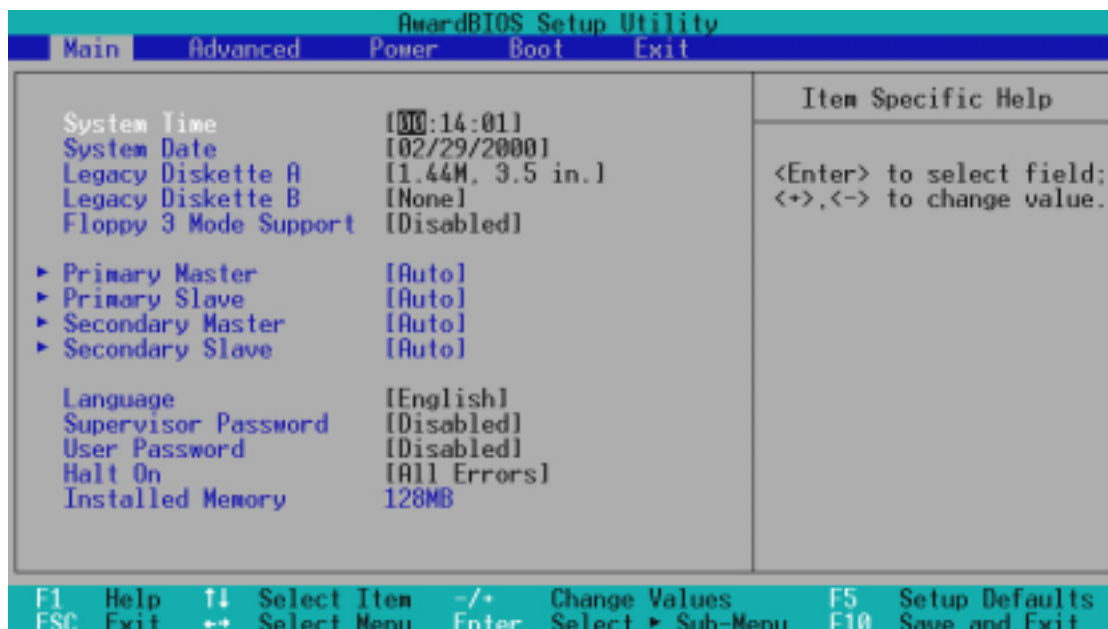 AwardBIOS Setup Utility
Main Advanced Power Boot Exit
Item Specific Help
System Time [00:14:01]
System Date [02/29/2000]
Legacy Diskette A [1.44M, 3.5 in.]
Legacy Diskette B [None]
Floppy 3 Mode Support [Disabled]
▶ Primary Master [Auto]
▶ Primary Slave [Auto]
▶ Secondary Master [Auto]
▶ Secondary Slave [Auto]
Language [English]
Supervisor Password [Disabled]
User Password [Disabled]
Halt On [All Errors]
Installed Memory 128MB
<Enter> to select field;
<+>,<-> to change value.
F1 Help ↑↓ Select Item -/+ Change Values F5 Setup Defaults
ESC Exit ←→ Select Menu Enter Select ▶ Sub-Menu F10 Save and Exit